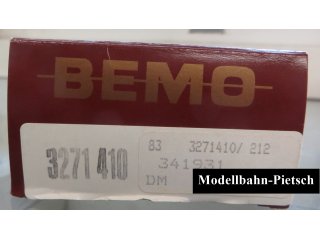 BEMO
3271 410
83 3271410/ 212
341931
DM
Modellbahn-Pietsch